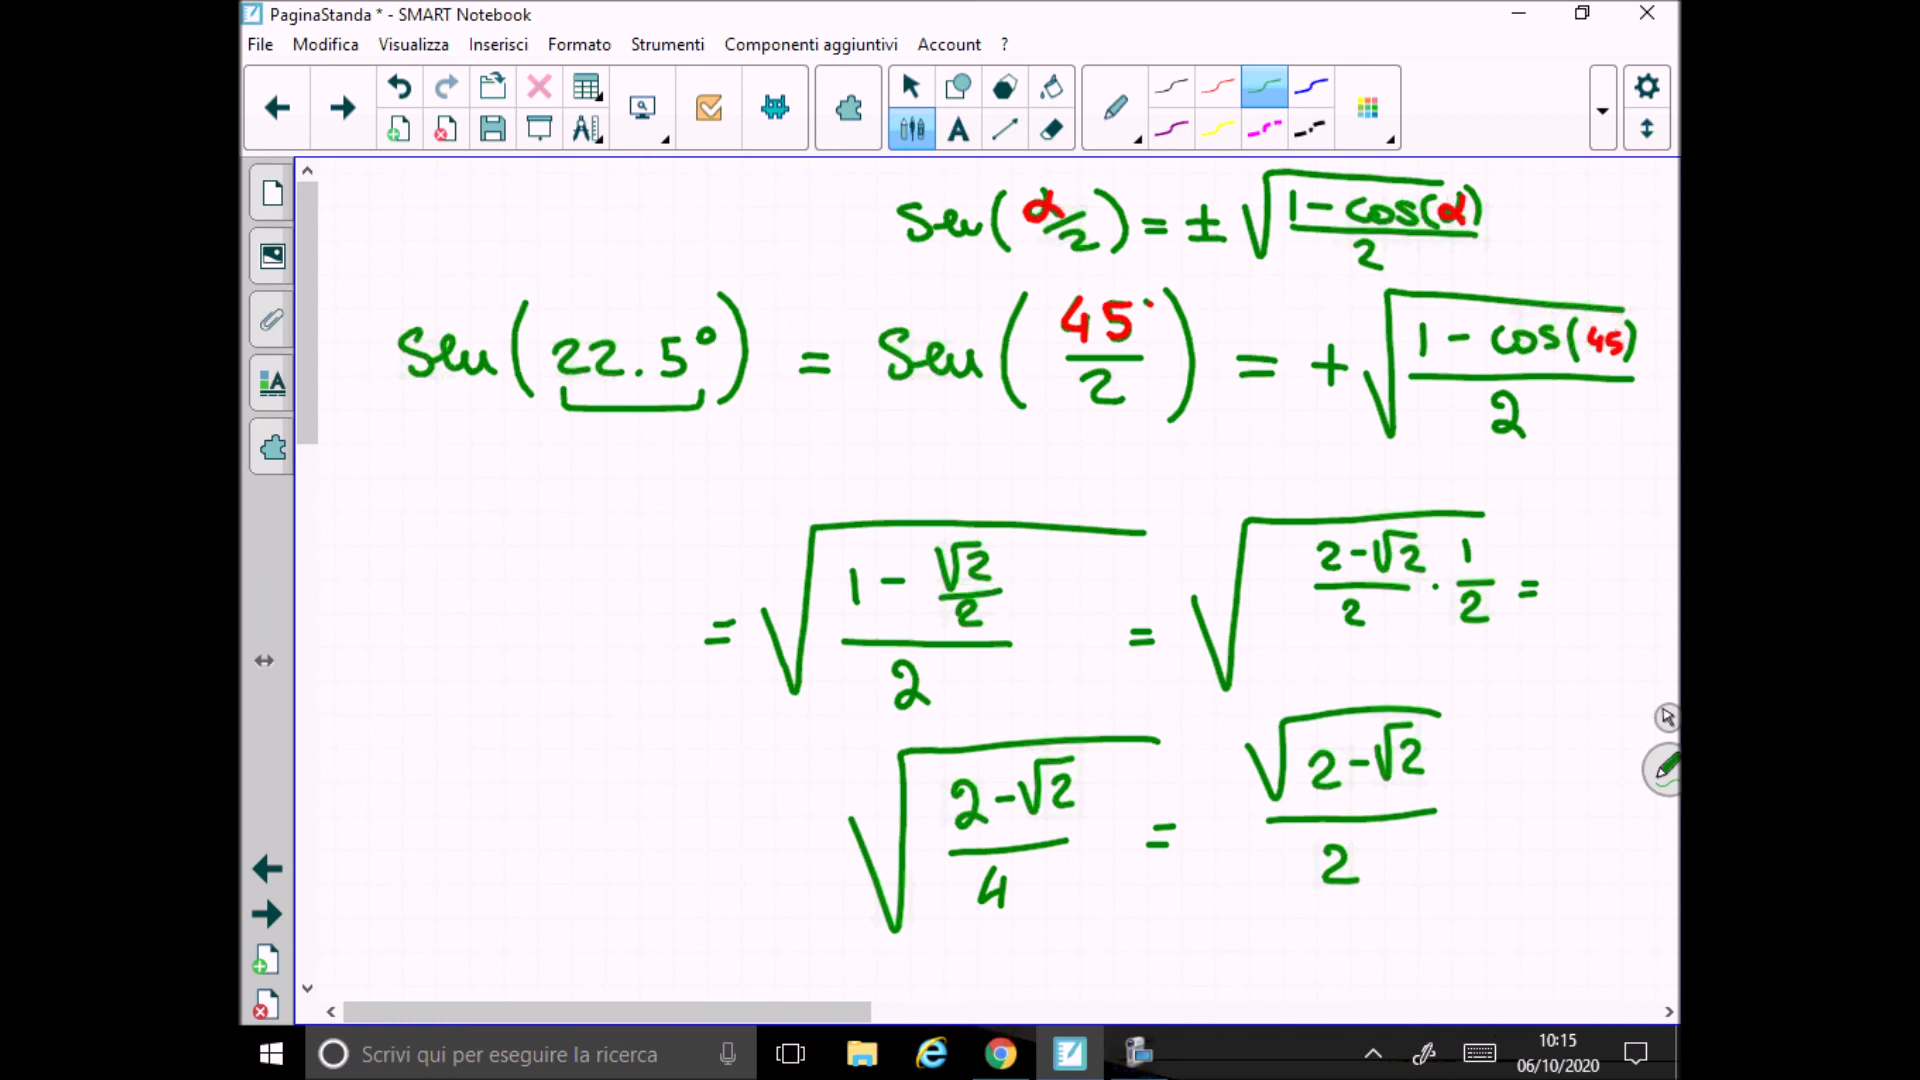 PaginaStanda * - SMART Notebook
File Modifica Visualizza Inserisci Formato Strumenti Componenti aggiuntivi Account ?
Sen(α/2) = ± √((1 - cos(α))/2)
Sen(22.5°) = Sen(45°/2) = + √((1 - cos(45))/2)
= √((1 - √2/2)/2) = √((2-√2)/2 · 1/2) =
√((2-√2)/4) = √(2-√2)/2
Scrivi qui per eseguire la ricerca
10:15
06/10/2020